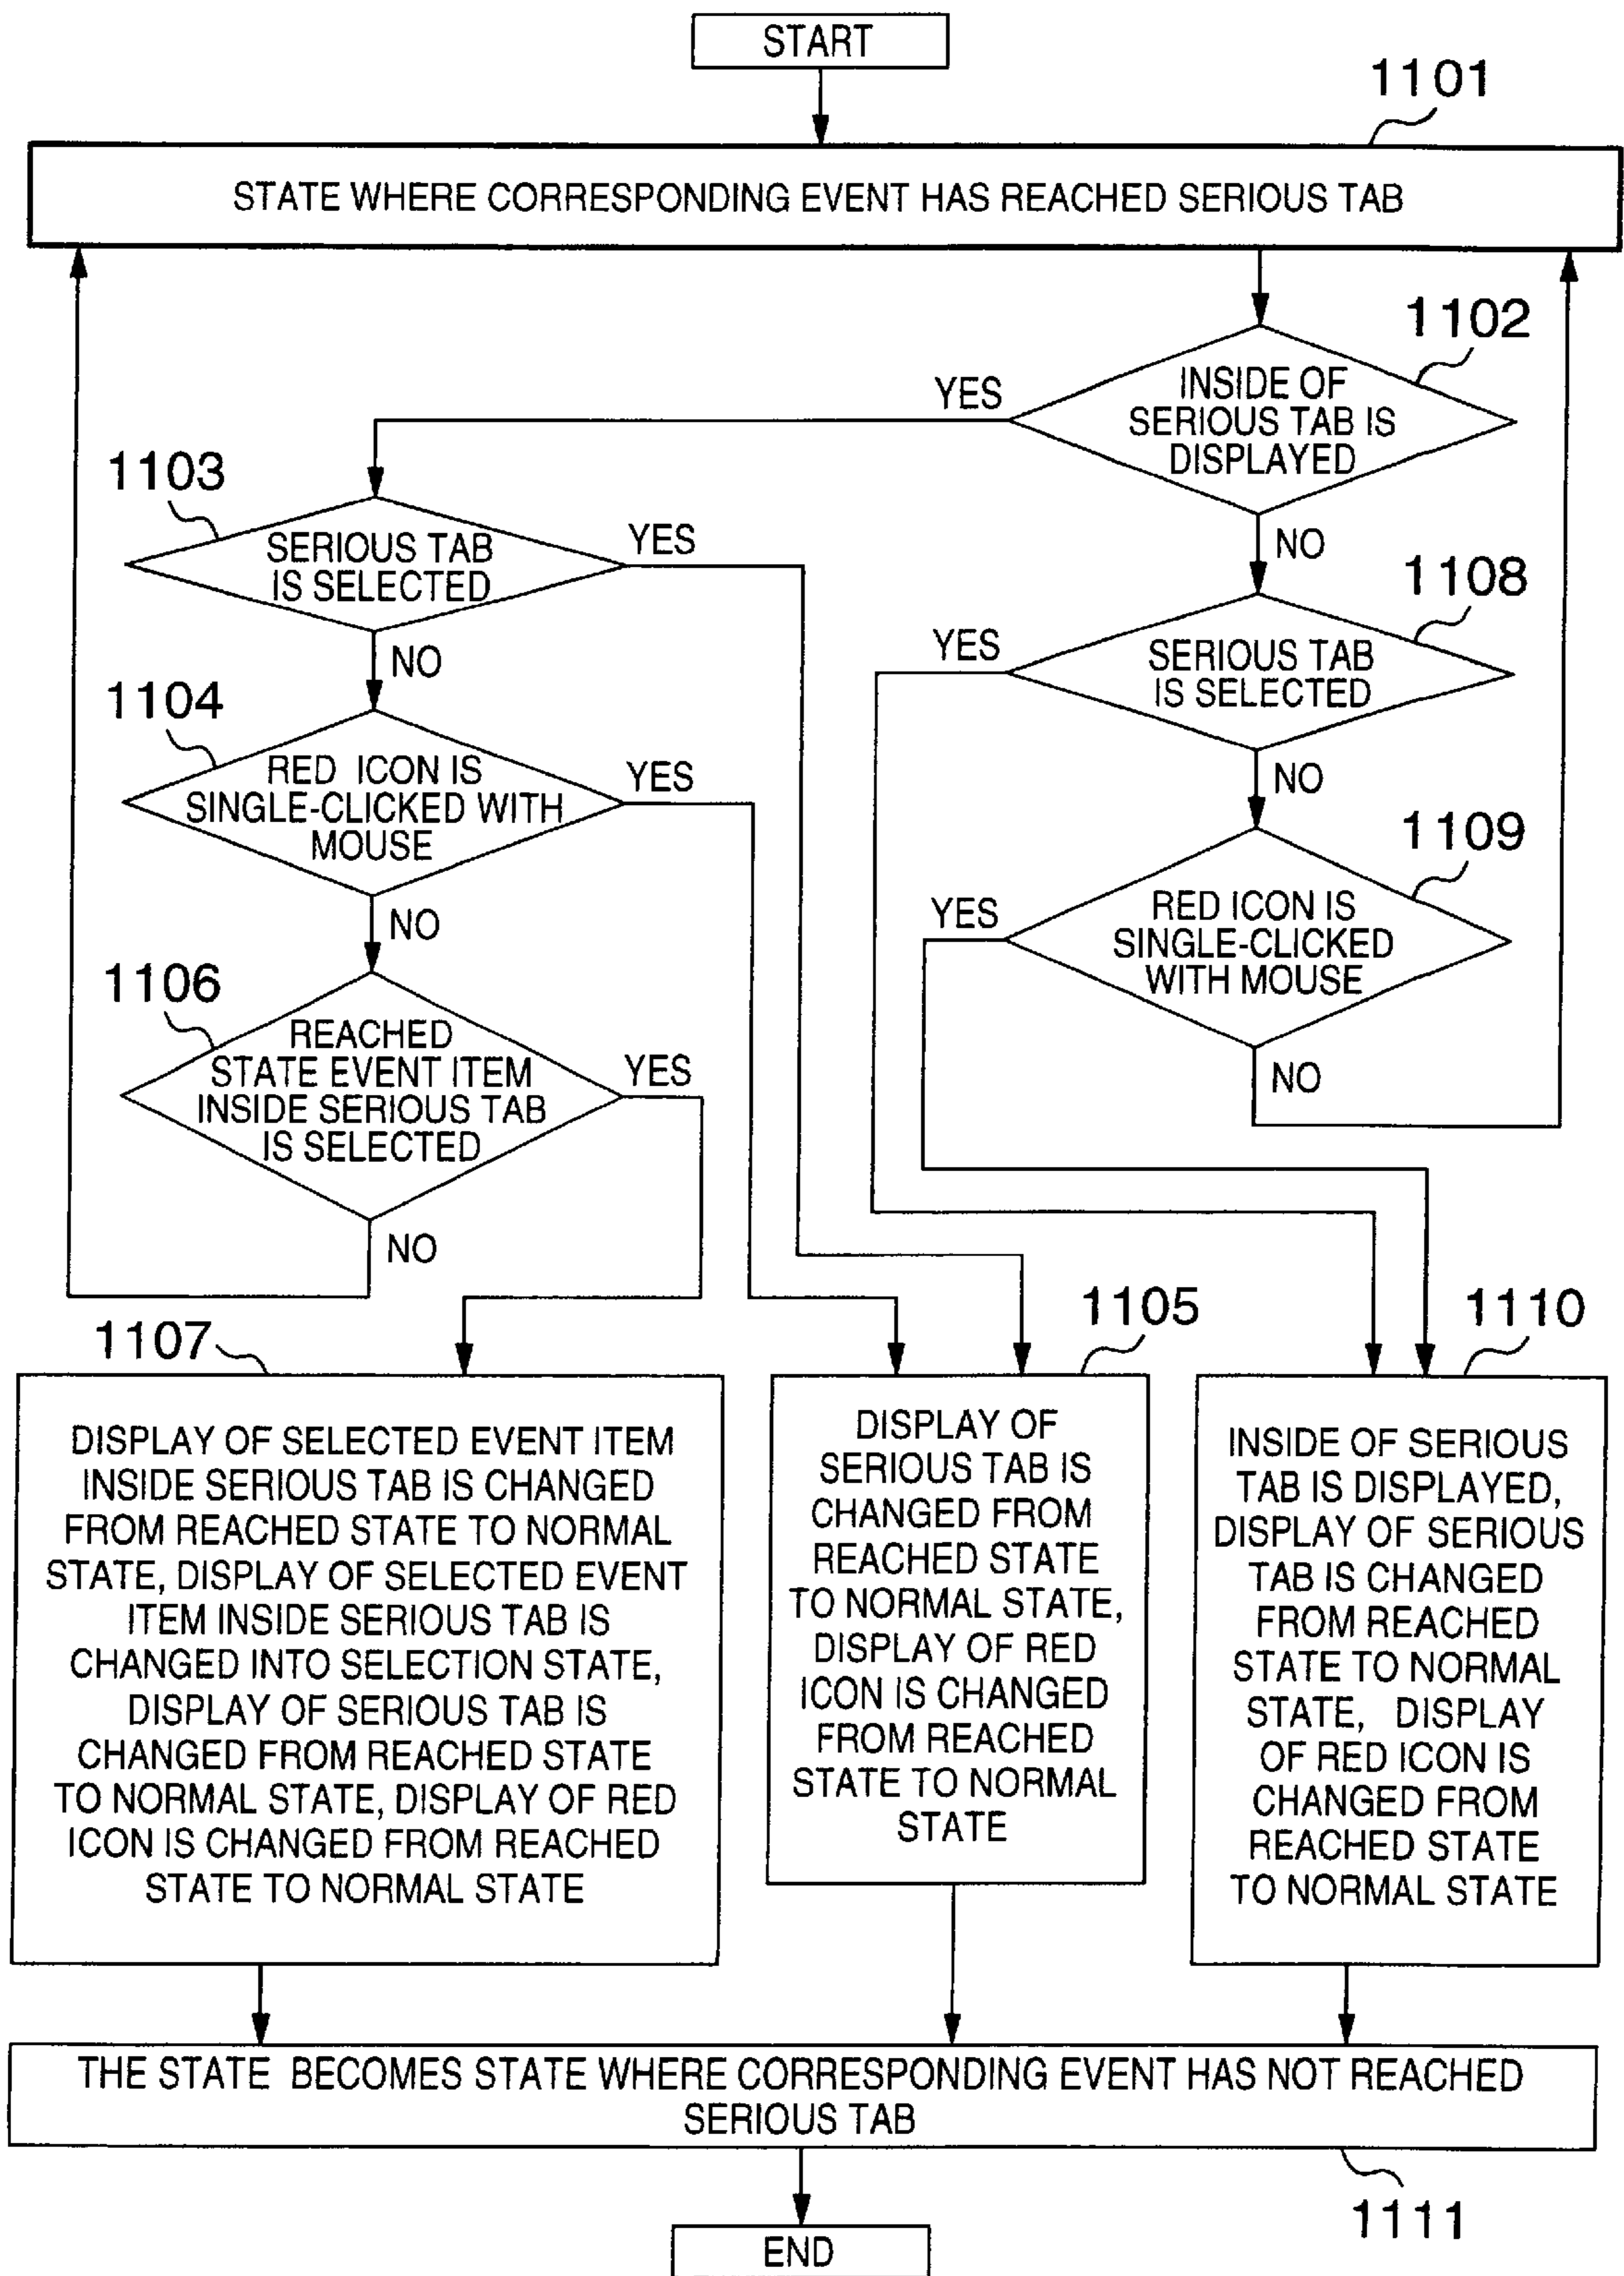 START
1101
STATE WHERE CORRESPONDING EVENT HAS REACHED SERIOUS TAB
1102
INSIDE OF
SERIOUS TAB IS
DISPLAYED
YES
NO
1103
SERIOUS TAB
IS SELECTED
YES
NO
1108
SERIOUS TAB
IS SELECTED
YES
NO
1104
RED ICON IS
SINGLE-CLICKED WITH
MOUSE
YES
NO
1109
RED ICON IS
SINGLE-CLICKED
WITH MOUSE
YES
NO
1106
REACHED
STATE EVENT ITEM
INSIDE SERIOUS TAB
IS SELECTED
YES
NO
1107
DISPLAY OF SELECTED EVENT ITEM
INSIDE SERIOUS TAB IS CHANGED
FROM REACHED STATE TO NORMAL
STATE, DISPLAY OF SELECTED EVENT
ITEM INSIDE SERIOUS TAB IS
CHANGED INTO SELECTION STATE,
DISPLAY OF SERIOUS TAB IS
CHANGED FROM REACHED STATE
TO NORMAL STATE, DISPLAY OF RED
ICON IS CHANGED FROM REACHED
STATE TO NORMAL STATE
1105
DISPLAY OF
SERIOUS TAB IS
CHANGED FROM
REACHED STATE
TO NORMAL STATE,
DISPLAY OF RED
ICON IS CHANGED
FROM REACHED
STATE TO NORMAL
STATE
1110
INSIDE OF SERIOUS
TAB IS DISPLAYED,
DISPLAY OF SERIOUS
TAB IS CHANGED
FROM REACHED
STATE TO NORMAL
STATE, DISPLAY
OF RED ICON IS
CHANGED FROM
REACHED STATE
TO NORMAL STATE
THE STATE BECOMES STATE WHERE CORRESPONDING EVENT HAS NOT REACHED
SERIOUS TAB
1111
END